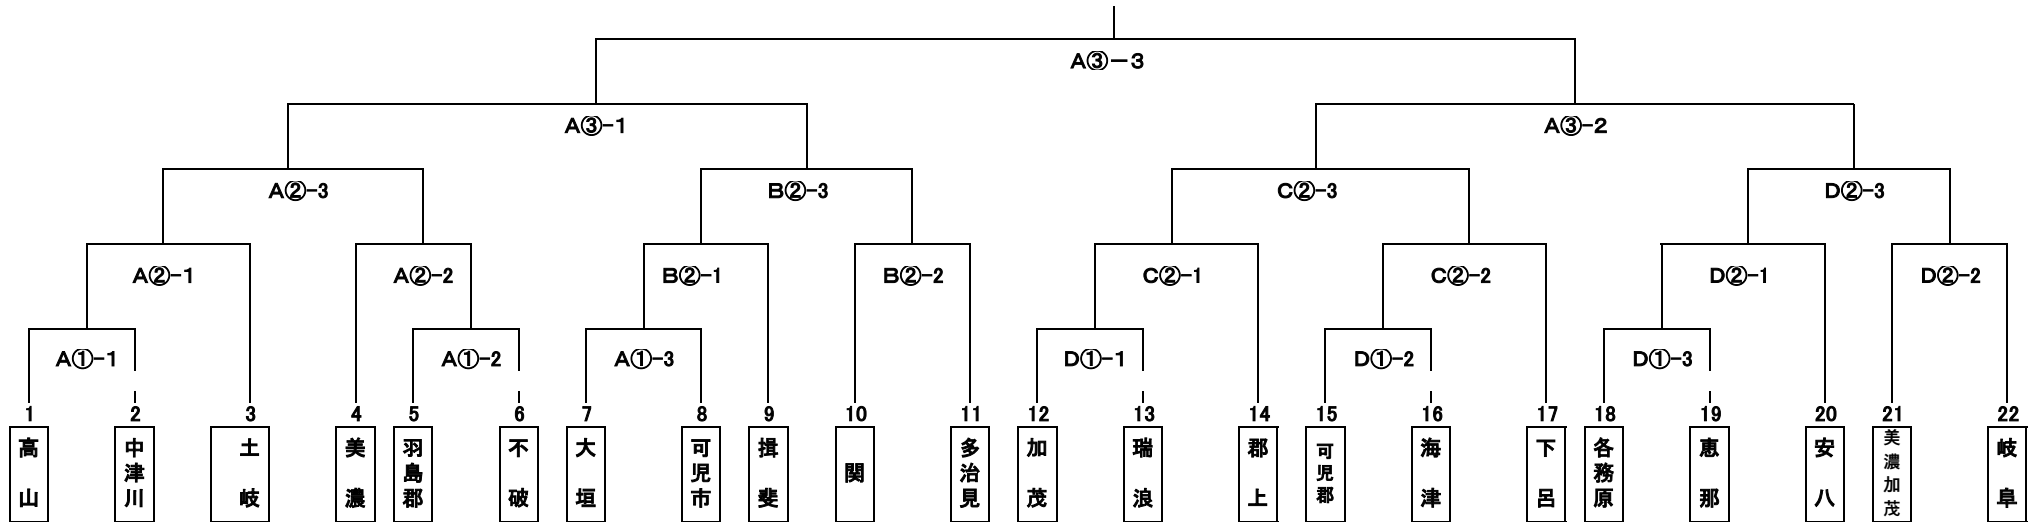 A③－3
A③-1
A③-2
A②-3
B②-3
C②-3
D②-3
A②-1
A②-2
B②-1
B②-2
C②-1
C②-2
D②-1
D②-2
A①-1
A①-2
A①-3
D①-1
D①-2
D①-3
1
2
3
4
5
6
7
8
9
10
11
12
13
14
15
16
17
18
19
20
21
22
高山
中津川
土岐
美濃
羽島郡
不破
大垣
可児市
揖斐
関
多治見
加茂
瑞浪
郡上
可児郡
海津
下呂
各務原
恵那
安八
美濃加茂
岐阜